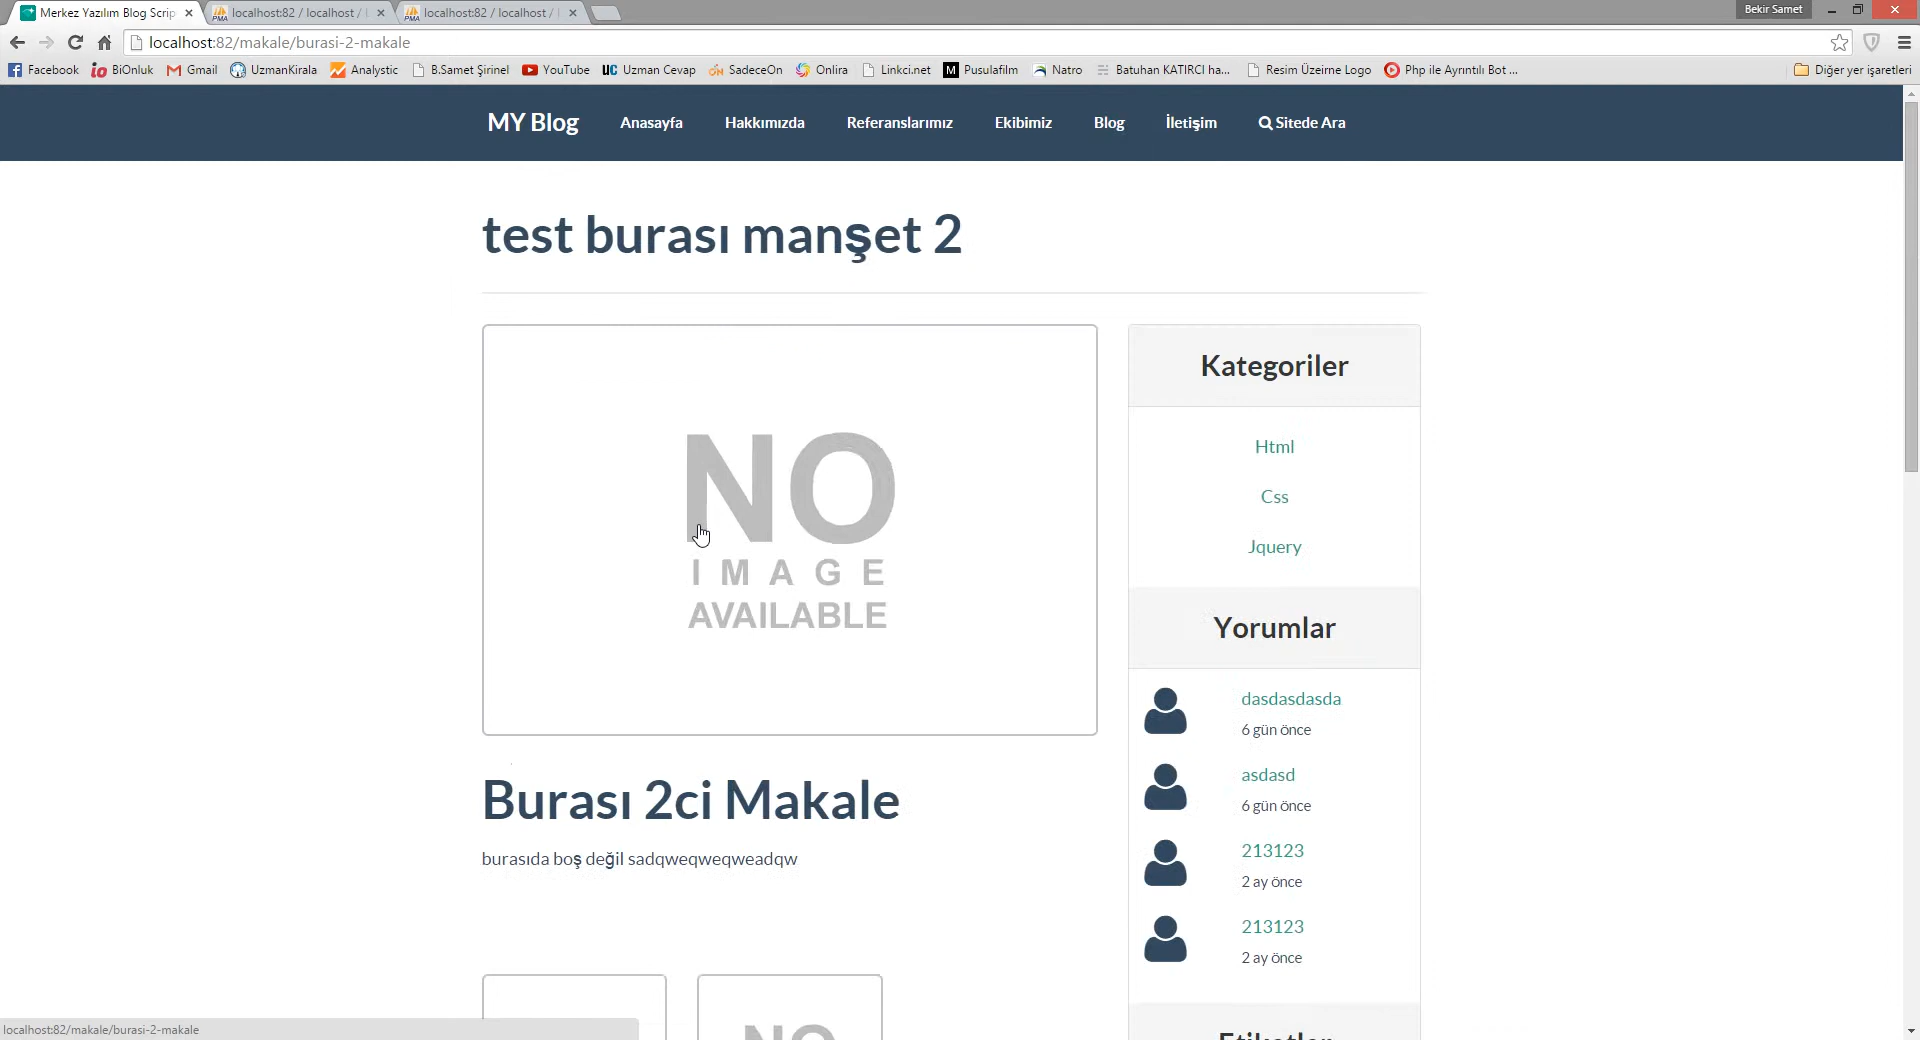 Merkez Yazılım Blog Scrip
localhost:82 / localhost /
localhost:82 / localhost /
Bekir Samet
localhost:82/makale/burasi-2-makale
Facebook BiOnluk Gmail UzmanKirala Analystic B.Samet Şirinel YouTube UC Uzman Cevap SadeceOn Onlira Linkci.net M Pusulafilm Natro Batuhan KATIRCI ha... Resim Üzeirne Logo Php ile Ayrıntılı Bot ... Diğer yer işaretleri
MY Blog Anasayfa Hakkımızda Referanslarımız Ekibimiz Blog İletişim Sitede Ara
test burası manşet 2
NO
IMAGE
AVAILABLE
Burası 2ci Makale
burasıda boş değil sadqweqweqweadqw
NO
Kategoriler
Html
Css
Jquery
Yorumlar
dasdasdasda
6 gün önce
asdasd
6 gün önce
213123
2 ay önce
213123
2 ay önce
Etiketler
localhost:82/makale/burasi-2-makale